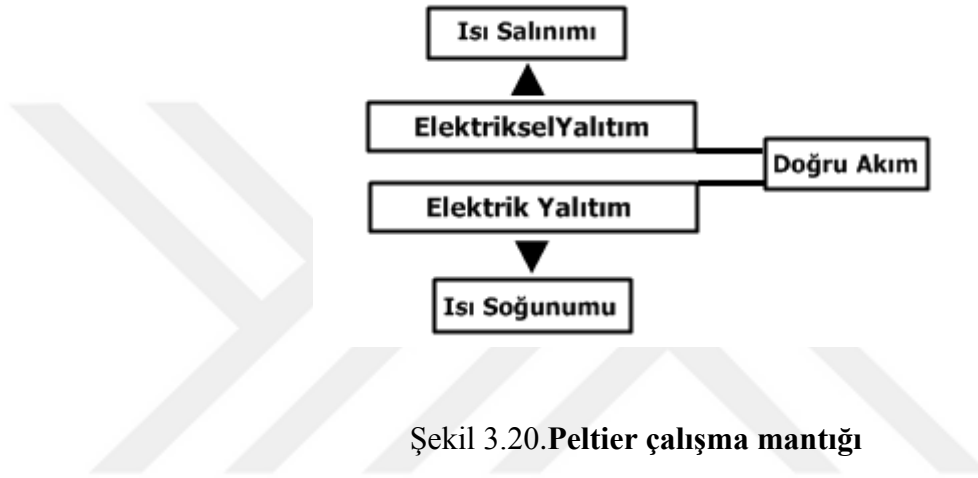 Isı Salınımı
ElektrikselYalıtım
Doğru Akım
Elektrik Yalıtım
Isı Soğunumu
Şekil 3.20.Peltier çalışma mantığı